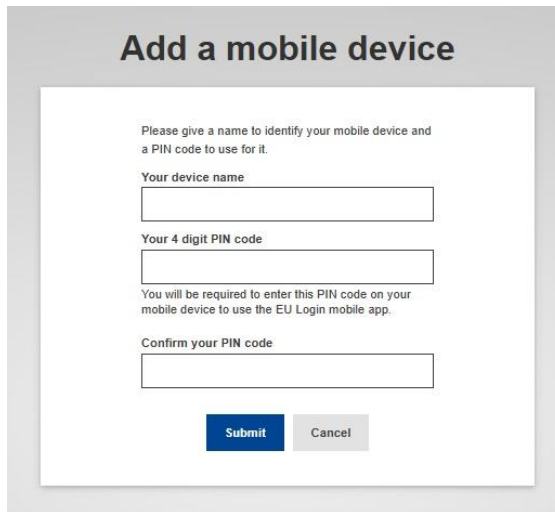 Add a mobile device
Please give a name to identify your mobile device and
a PIN code to use for it.
Your device name
Your 4 digit PIN code
You will be required to enter this PIN code on your
mobile device to use the EU Login mobile app.
Confirm your PIN code
Submit Cancel